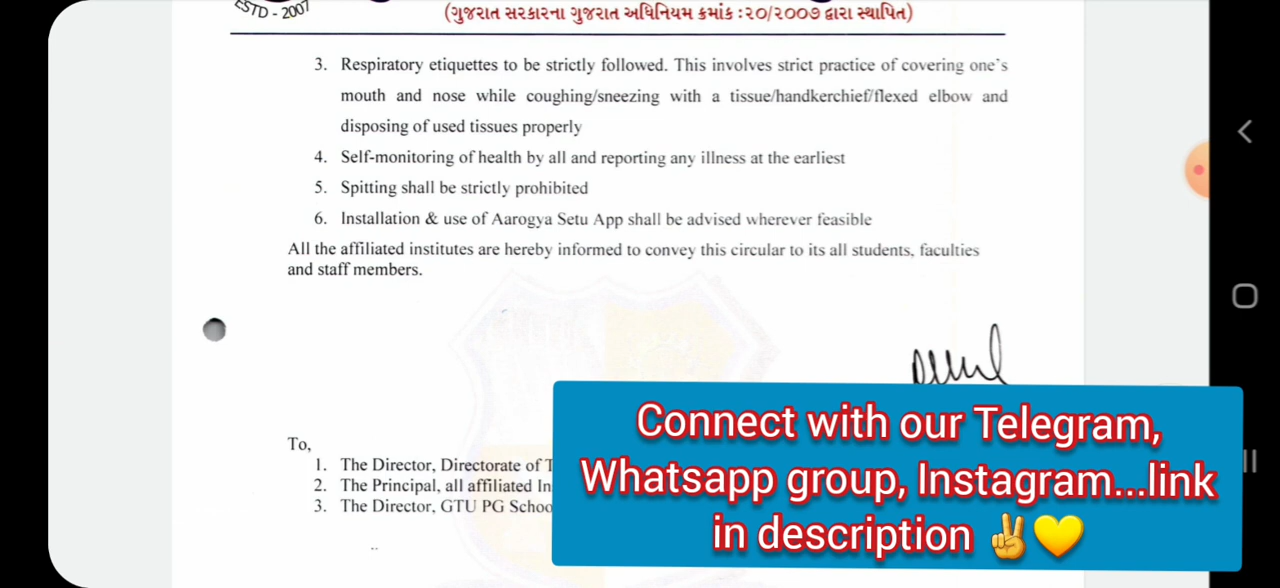 ESTD - 2007
(ગુજરાત સરકારના ગુજરાત અધિનિયમ ક્રમાંક :૨૦/૨૦૦૭ દ્વારા સ્થાપિત)
3. Respiratory etiquettes to be strictly followed. This involves strict practice of covering one's
mouth and nose while coughing/sneezing with a tissue/handkerchief/flexed elbow and
disposing of used tissues properly
4. Self-monitoring of health by all and reporting any illness at the earliest
5. Spitting shall be strictly prohibited
6. Installation & use of Aarogya Setu App shall be advised wherever feasible
All the affiliated institutes are hereby informed to convey this circular to its all students, faculties
and staff members.
To,
1. The Director, Directorate of
2. The Principal, all affiliated
3. The Director, GTU PG
Connect with our Telegram,
Whatsapp group, Instagram...link
in description ✌️💛